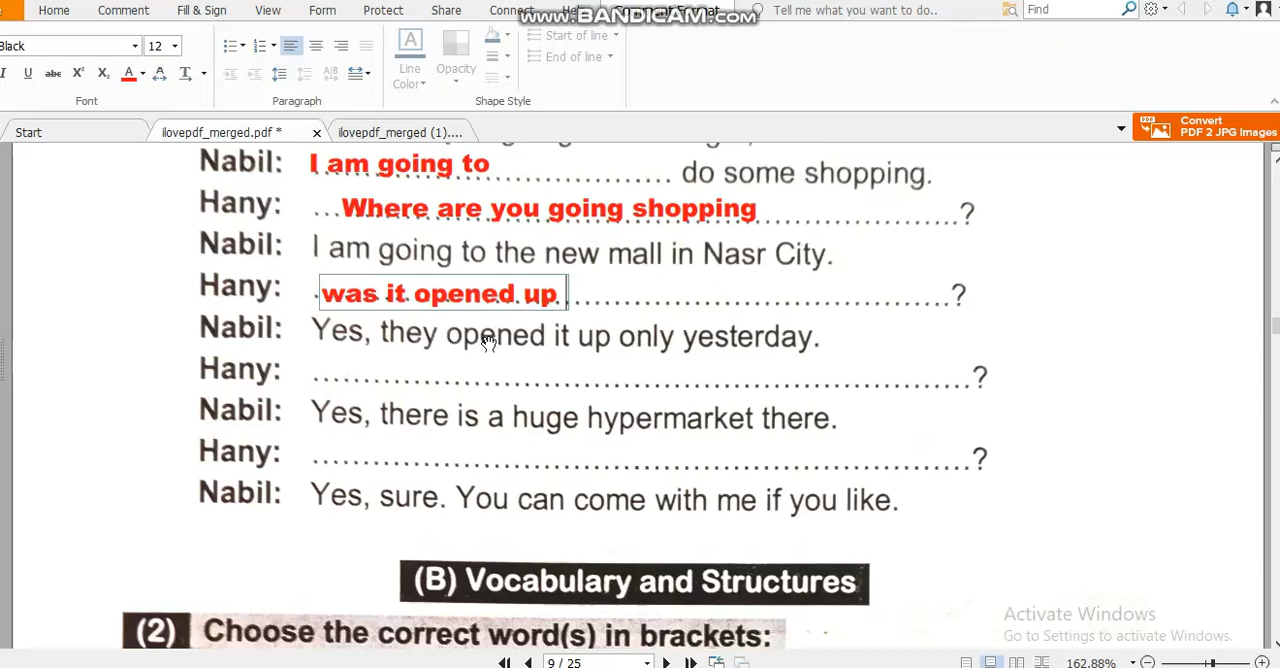 www.BANDICAM.com
Home Comment Fill & Sign View Form Protect Share Connect Help Comment Format Tell me what you want to do.. Find
Black 12
I U abc X² X₂ A A T
Line Color
Opacity
Start of line
End of line
Font Paragraph Shape Style
Start ilovepdf_merged.pdf * ilovepdf_merged (1)....
Convert
PDF 2 JPG Images
Nabil: I am going to do some shopping.
Hany: Where are you going shopping ?
Nabil: I am going to the new mall in Nasr City.
Hany: was it opened up ?
Nabil: Yes, they opened it up only yesterday.
Hany: ?
Nabil: Yes, there is a huge hypermarket there.
Hany: ?
Nabil: Yes, sure. You can come with me if you like.
(B) Vocabulary and Structures
(2) Choose the correct word(s) in brackets:
Activate Windows
Go to Settings to activate Windows.
9 / 25 162.88%